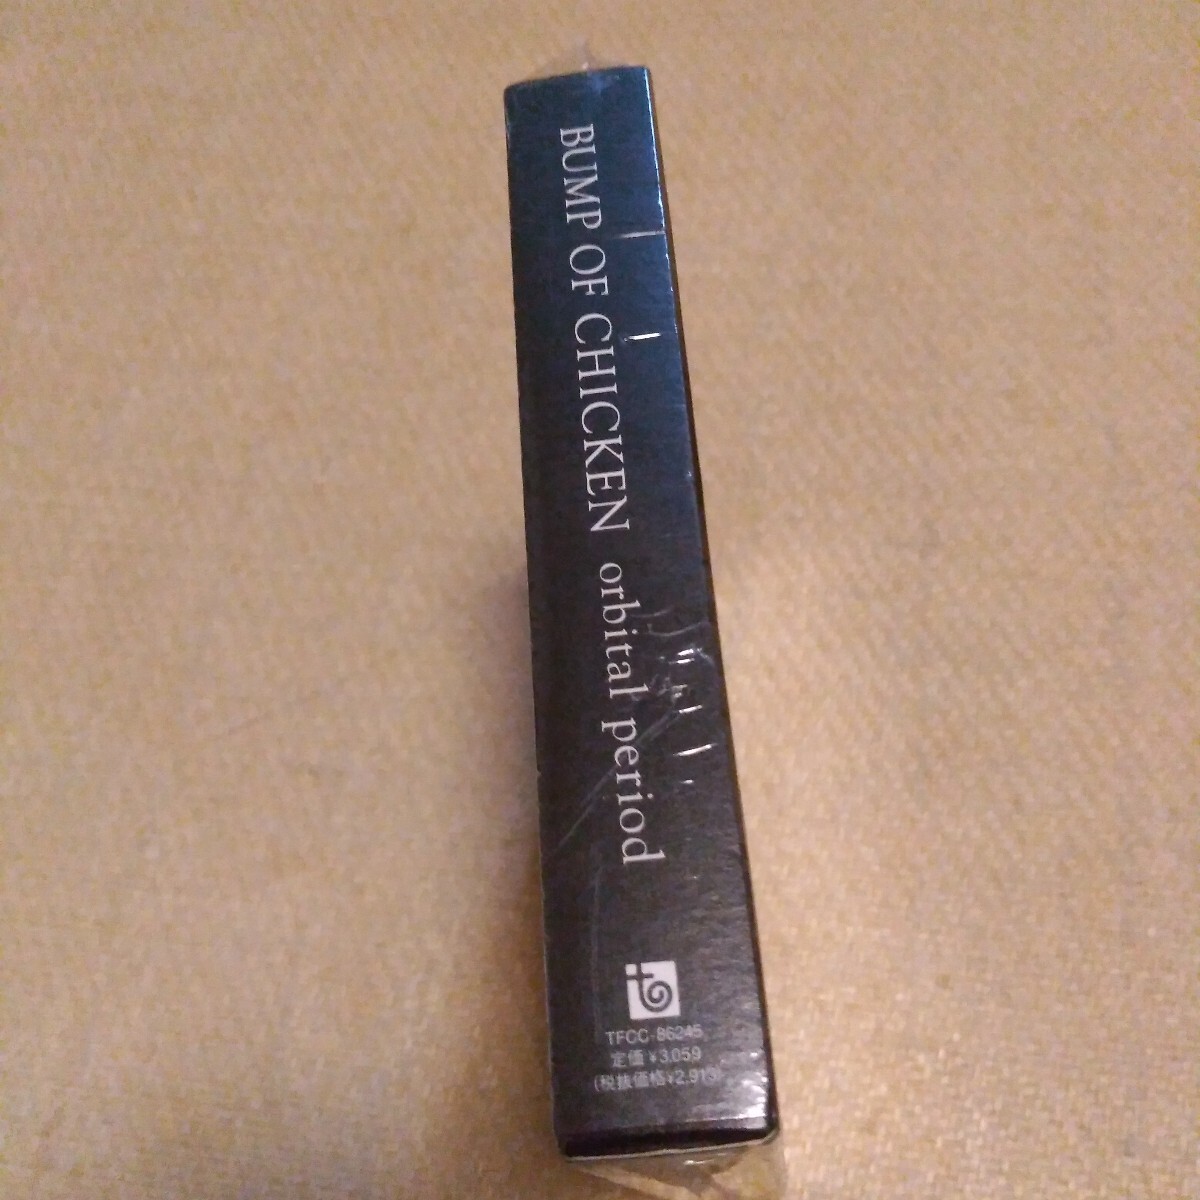 BUMP OF CHICKEN orbital period
TFCC-86245
定価 ¥3,059
(税抜価格¥2,913)